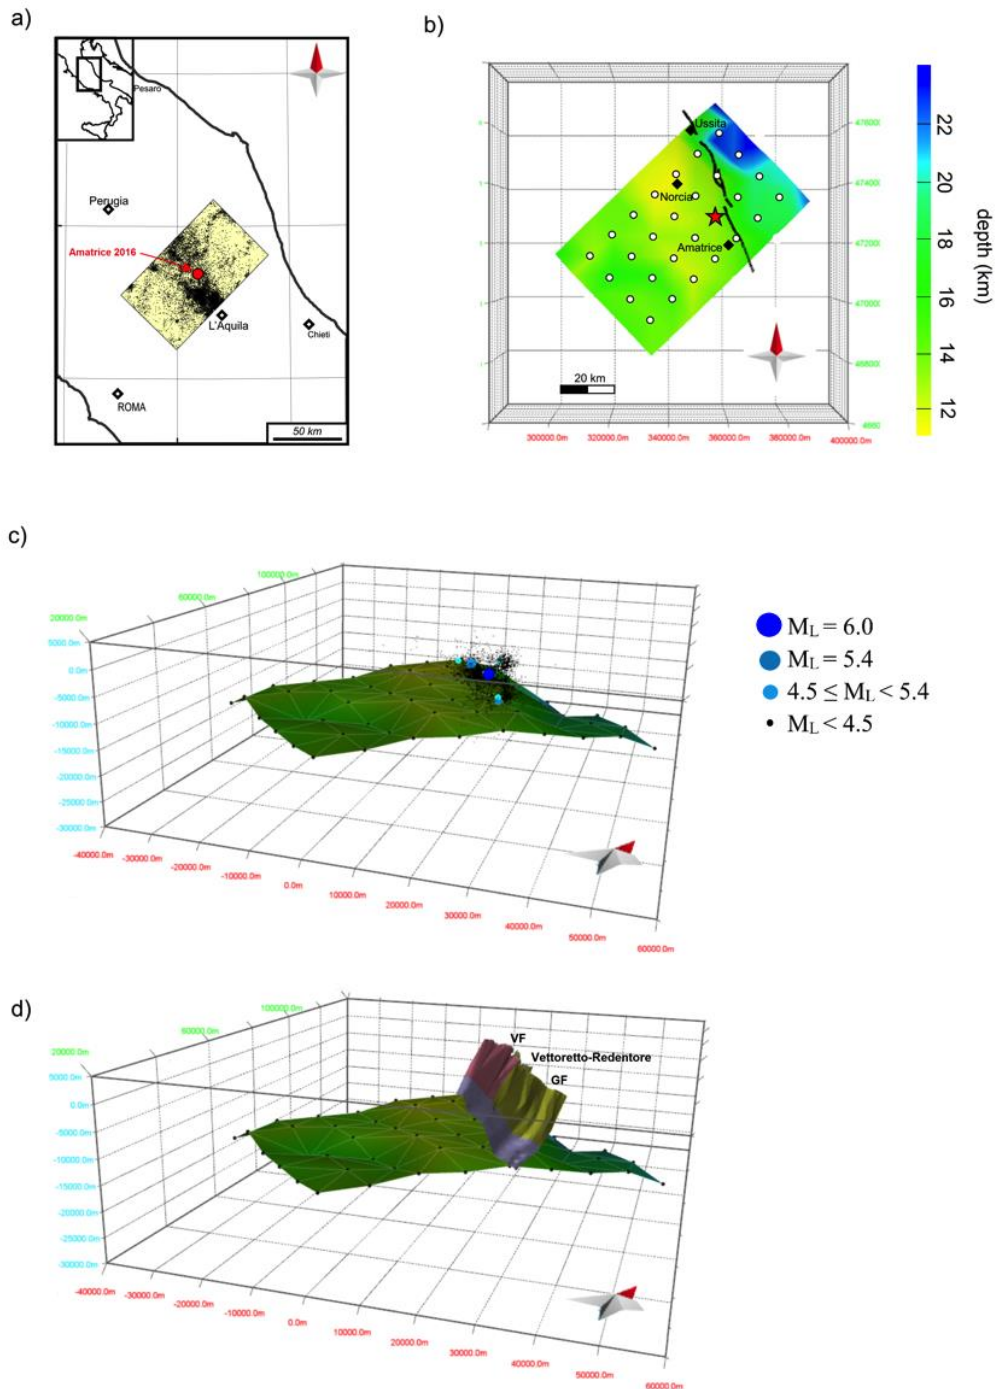 a)
Pesaro
Perugia
Amatrice 2016
L'Aquila
Chieti
ROMA
50 km
b)
Ussita
Norcia
Amatrice
20 km
300000.0m
320000.0m
340000.0m
360000.0m
380000.0m
400000.0m
22
20
18
16
14
12
depth (km)
c)
100000.0m
60000.0m
20000.0m
5000.0m
0.0m
-5000.0m
-10000.0m
-15000.0m
-20000.0m
-25000.0m
-30000.0m
-40000.0m
-30000.0m
-20000.0m
-10000.0m
0.0m
10000.0m
20000.0m
30000.0m
40000.0m
50000.0m
60000.0m
M_L = 6.0
M_L = 5.4
4.5 ≤ M_L < 5.4
M_L < 4.5
d)
100000.0m
60000.0m
20000.0m
VF
Vettoretto-Redentore
GF
5000.0m
0.0m
-5000.0m
-10000.0m
-15000.0m
-20000.0m
-25000.0m
-30000.0m
-40000.0m
-30000.0m
-20000.0m
-10000.0m
0.0m
10000.0m
20000.0m
30000.0m
40000.0m
50000.0m
60000.0m